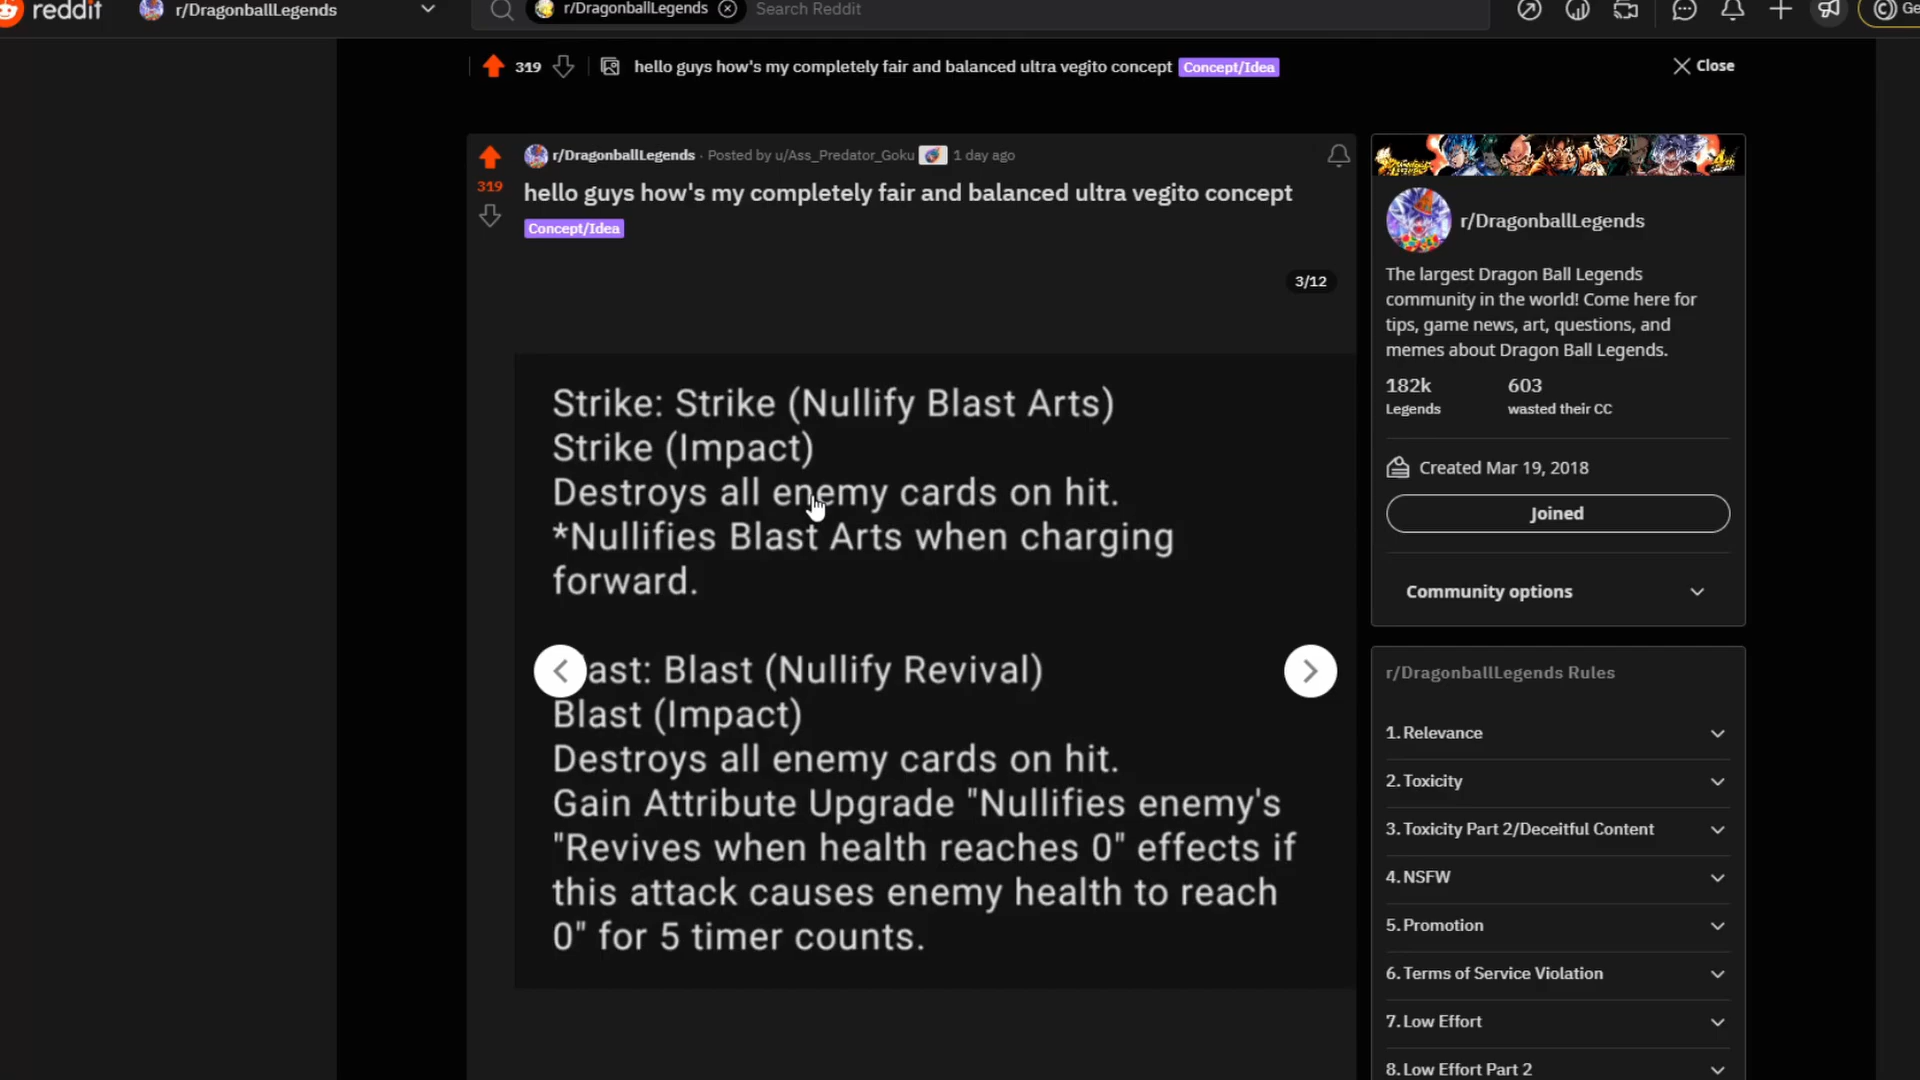 reddit
r/DragonballLegends
r/DragonballLegends
Search Reddit
Ge
319
hello guys how's my completely fair and balanced ultra vegito concept
Concept/Idea
Close
r/DragonballLegends · Posted by u/Ass_Predator_Goku 1 day ago
319
hello guys how's my completely fair and balanced ultra vegito concept
Concept/Idea
3/12
Strike: Strike (Nullify Blast Arts)
Strike (Impact)
Destroys all enemy cards on hit.
*Nullifies Blast Arts when charging
forward.
ast: Blast (Nullify Revival)
Blast (Impact)
Destroys all enemy cards on hit.
Gain Attribute Upgrade "Nullifies enemy's
"Revives when health reaches 0" effects if
this attack causes enemy health to reach
0" for 5 timer counts.
r/DragonballLegends
The largest Dragon Ball Legends
community in the world! Come here for
tips, game news, art, questions, and
memes about Dragon Ball Legends.
182k
Legends
603
wasted their CC
Created Mar 19, 2018
Joined
Community options
r/DragonballLegends Rules
1. Relevance
2. Toxicity
3. Toxicity Part 2/Deceitful Content
4. NSFW
5. Promotion
6. Terms of Service Violation
7. Low Effort
8. Low Effort Part 2